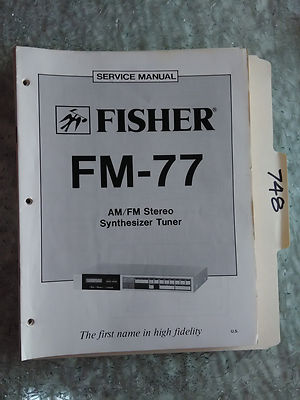 SERVICE MANUAL
FISHER®
FM-77
AM/FM Stereo
Synthesizer Tuner
The first name in high fidelity
U.S.
748